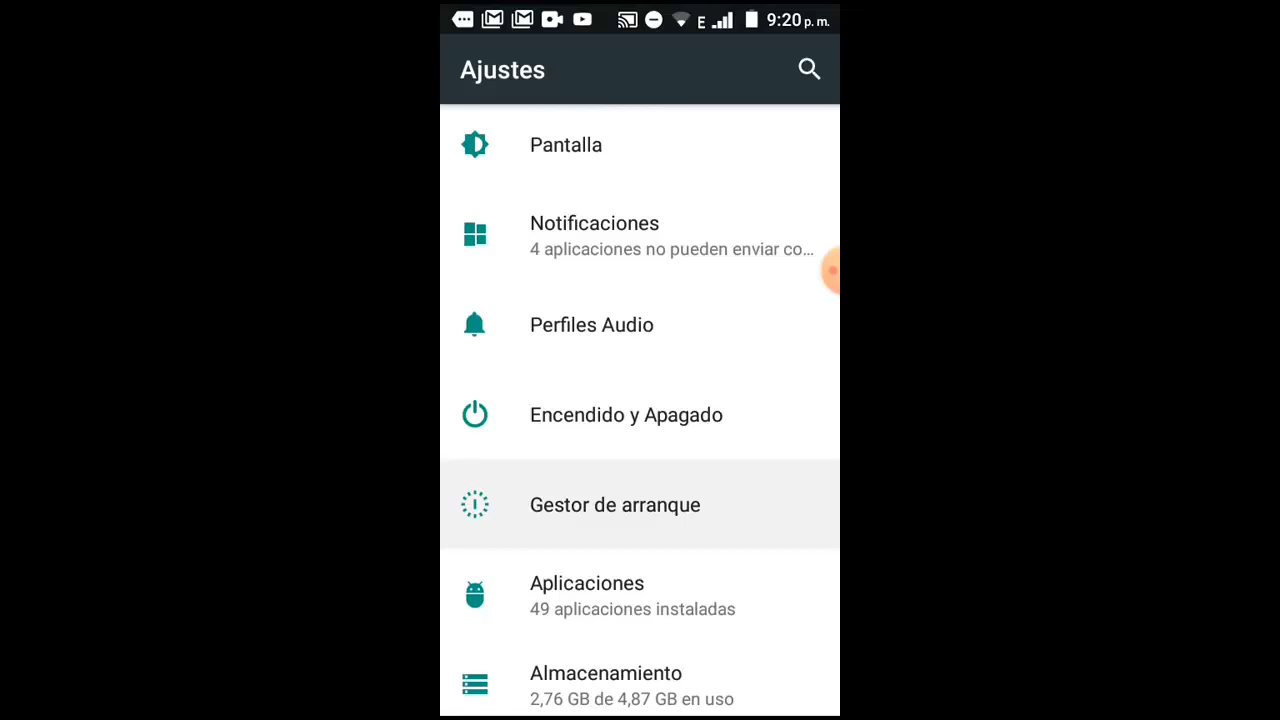 E 9:20 p. m.
Ajustes
Pantalla
Notificaciones
4 aplicaciones no pueden enviar co...
Perfiles Audio
Encendido y Apagado
Gestor de arranque
Aplicaciones
49 aplicaciones instaladas
Almacenamiento
2,76 GB de 4,87 GB en uso